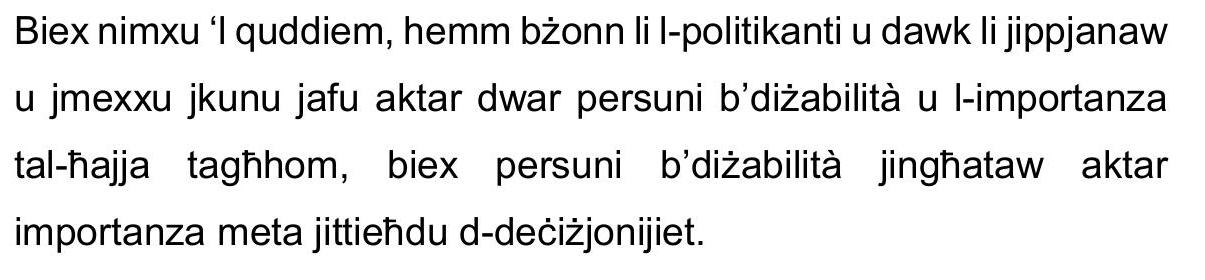 Biex nimxu ‘l quddiem, hemm bżonn li l-politikanti u dawk li jippjanaw
u jmexxu jkunu jafu aktar dwar persuni b’diżabilità u l-importanza
tal-ħajja tagħhom, biex persuni b’diżabilità jingħataw aktar
importanza meta jittieħdu d-deċiżjonijiet.